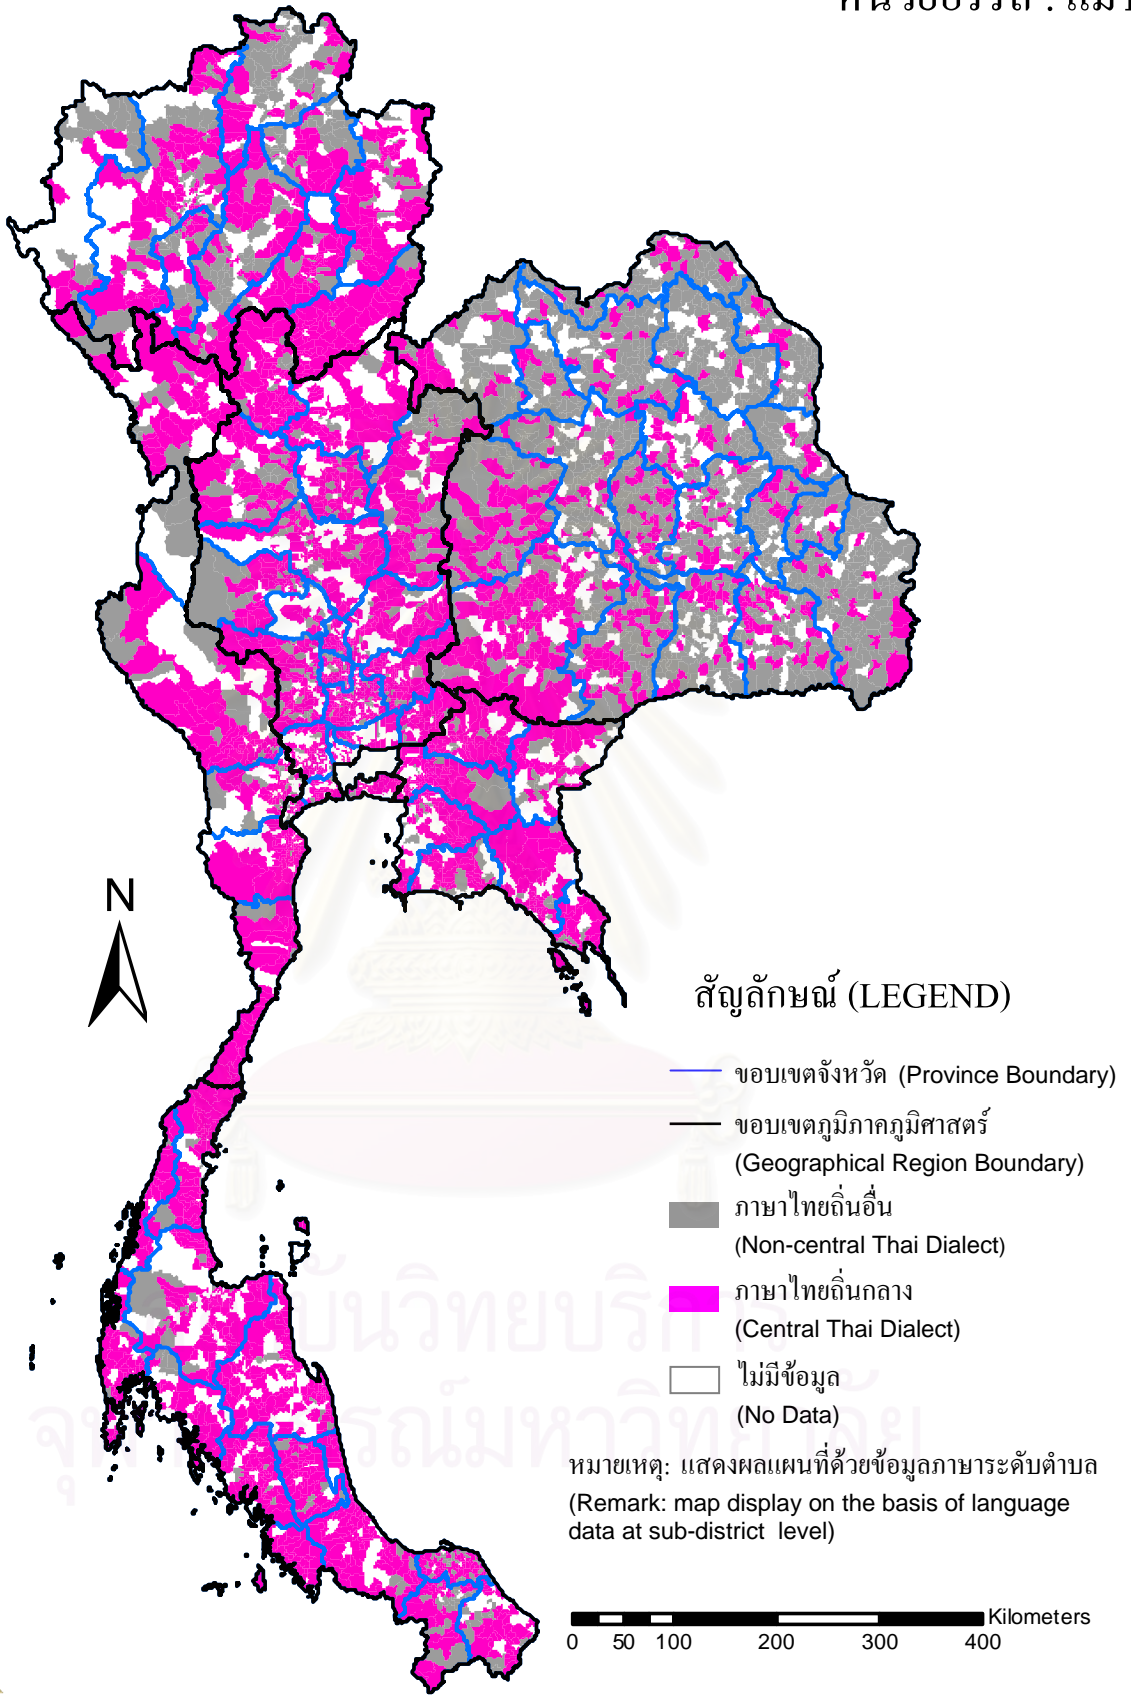 N
สัญลักษณ์ (LEGEND)
ขอบเขตจังหวัด (Province Boundary)
ขอบเขตภูมิภาคภูมิศาสตร์
(Geographical Region Boundary)
ภาษาไทยถิ่นอื่น
(Non-central Thai Dialect)
ภาษาไทยถิ่นกลาง
(Central Thai Dialect)
ไม่มีข้อมูล
(No Data)
หมายเหตุ: แสดงผลแผนที่ด้วยข้อมูลภาษาระดับตำบล
(Remark: map display on the basis of language
data at sub-district level)
Kilometers
0 50 100 200 300 400